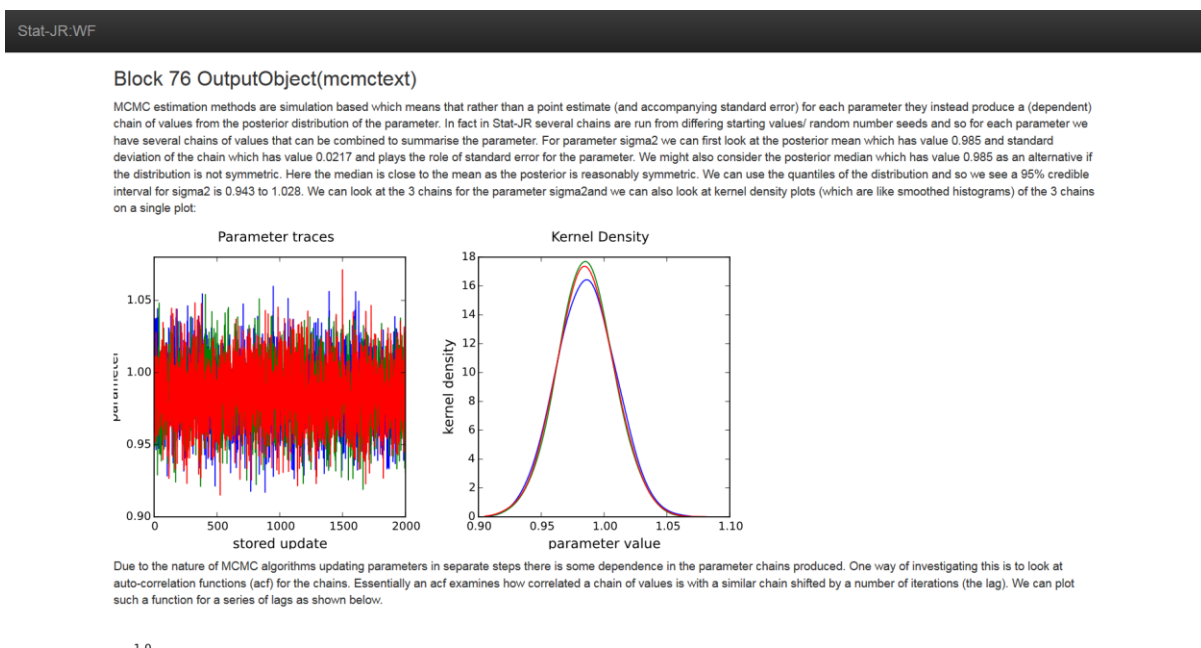 Stat-JR:WF
Block 76 OutputObject(mcmctext)
MCMC estimation methods are simulation based which means that rather than a point estimate (and accompanying standard error) for each parameter they instead produce a (dependent)
chain of values from the posterior distribution of the parameter. In fact in Stat-JR several chains are run from differing starting values/ random number seeds and so for each parameter we
have several chains of values that can be combined to summarise the parameter. For parameter sigma2 we can first look at the posterior mean which has value 0.985 and standard
deviation of the chain which has value 0.0217 and plays the role of standard error for the parameter. We might also consider the posterior median which has value 0.985 as an alternative if
the distribution is not symmetric. Here the median is close to the mean as the posterior is reasonably symmetric. We can use the quantiles of the distribution and so we see a 95% credible
interval for sigma2 is 0.943 to 1.028. We can look at the 3 chains for the parameter sigma2and we can also look at kernel density plots (which are like smoothed histograms) of the 3 chains
on a single plot:
Parameter traces
1.05
1.00
0.95
0.90
parameter
0 500 1000 1500 2000
stored update
Kernel Density
18
16
14
12
10
8
6
4
2
0
kernel density
0.90 0.95 1.00 1.05 1.10
parameter value
Due to the nature of MCMC algorithms updating parameters in separate steps there is some dependence in the parameter chains produced. One way of investigating this is to look at
auto-correlation functions (acf) for the chains. Essentially an acf examines how correlated a chain of values is with a similar chain shifted by a number of iterations (the lag). We can plot
such a function for a series of lags as shown below.
1.0